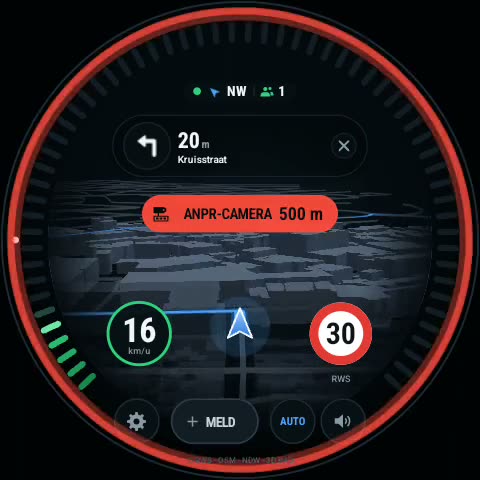 NW 1
20 m
Kruisstraat
ANPR-CAMERA 500 m
16
km/u
30
RWS
+ MELD
AUTO